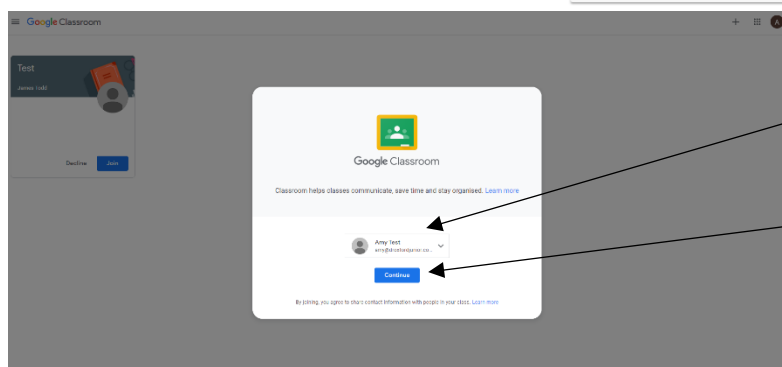 Google Classroom
A
Test
James Todd
Decline Join
Google Classroom
Classroom helps classes communicate, save time and stay organised. Learn more
Amy Test
Continue
By joining, you agree to share contact information with people in your class. Learn more